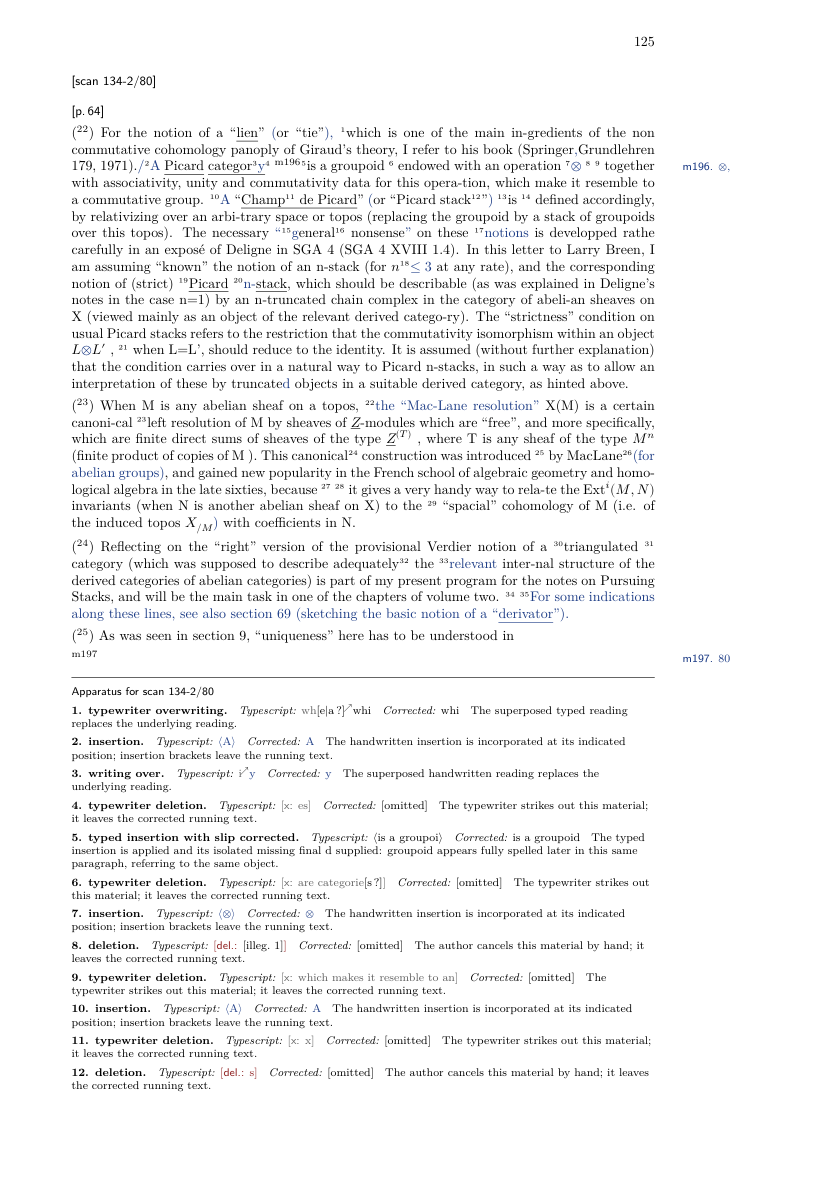 125
[scan 134-2/80]
[p. 64]
(22) For the notion of a “lien” (or “tie”), ¹which is one of the main in-gredients of the non
commutative cohomology panoply of Giraud’s theory, I refer to his book (Springer,Grundlehren
179, 1971)./²A Picard categor³y⁴ m196⁵is a groupoid ⁶ endowed with an operation ⁷⊗ ⁸ ⁹ together
m196. ⊗,
with associativity, unity and commutativity data for this opera-tion, which make it resemble to
a commutative group. ¹⁰A “Champ¹¹ de Picard” (or “Picard stack¹²”) ¹³is ¹⁴ defined accordingly,
by relativizing over an arbi-trary space or topos (replacing the groupoid by a stack of groupoids
over this topos). The necessary “¹⁵general¹⁶ nonsense” on these ¹⁷notions is developped rathe
carefully in an exposé of Deligne in SGA 4 (SGA 4 XVIII 1.4). In this letter to Larry Breen, I
am assuming “known” the notion of an n-stack (for n¹⁸≤ 3 at any rate), and the corresponding
notion of (strict) ¹⁹Picard ²⁰n-stack, which should be describable (as was explained in Deligne’s
notes in the case n=1) by an n-truncated chain complex in the category of abeli-an sheaves on
X (viewed mainly as an object of the relevant derived catego-ry). The “strictness” condition on
usual Picard stacks refers to the restriction that the commutativity isomorphism within an object
L⊗L′ , ²¹ when L=L’, should reduce to the identity. It is assumed (without further explanation)
that the condition carries over in a natural way to Picard n-stacks, in such a way as to allow an
interpretation of these by truncated objects in a suitable derived category, as hinted above.
(23) When M is any abelian sheaf on a topos, ²²the “Mac-Lane resolution” X(M) is a certain
canoni-cal ²³left resolution of M by sheaves of Z-modules which are “free”, and more specifically,
which are finite direct sums of sheaves of the type Z^(T) , where T is any sheaf of the type Mⁿ
(finite product of copies of M ). This canonical²⁴ construction was introduced ²⁵ by MacLane²⁶(for
abelian groups), and gained new popularity in the French school of algebraic geometry and homo-
logical algebra in the late sixties, because ²⁷ ²⁸ it gives a very handy way to rela-te the Extⁱ(M, N)
invariants (when N is another abelian sheaf on X) to the ²⁹ “spacial” cohomology of M (i.e. of
the induced topos X_/M) with coefficients in N.
(24) Reflecting on the “right” version of the provisional Verdier notion of a ³⁰triangulated ³¹
category (which was supposed to describe adequately³² the ³³relevant inter-nal structure of the
derived categories of abelian categories) is part of my present program for the notes on Pursuing
Stacks, and will be the main task in one of the chapters of volume two. ³⁴ ³⁵For some indications
along these lines, see also section 69 (sketching the basic notion of a “derivator”).
(25) As was seen in section 9, “uniqueness” here has to be understood in
m197
m197. 80
Apparatus for scan 134-2/80
1. typewriter overwriting. Typescript: wh[e|a ?]↗whi Corrected: whi The superposed typed reading
replaces the underlying reading.
2. insertion. Typescript: ⟨A⟩ Corrected: A The handwritten insertion is incorporated at its indicated
position; insertion brackets leave the running text.
3. writing over. Typescript: i↗y Corrected: y The superposed handwritten reading replaces the
underlying reading.
4. typewriter deletion. Typescript: [x: es] Corrected: [omitted] The typewriter strikes out this material;
it leaves the corrected running text.
5. typed insertion with slip corrected. Typescript: ⟨is a groupoi⟩ Corrected: is a groupoid The typed
insertion is applied and its isolated missing final d supplied: groupoid appears fully spelled later in this same
paragraph, referring to the same object.
6. typewriter deletion. Typescript: [x: are categorie[s ?]] Corrected: [omitted] The typewriter strikes out
this material; it leaves the corrected running text.
7. insertion. Typescript: ⟨⊗⟩ Corrected: ⊗ The handwritten insertion is incorporated at its indicated
position; insertion brackets leave the running text.
8. deletion. Typescript: [del.: [illeg. 1]] Corrected: [omitted] The author cancels this material by hand; it
leaves the corrected running text.
9. typewriter deletion. Typescript: [x: which makes it resemble to an] Corrected: [omitted] The
typewriter strikes out this material; it leaves the corrected running text.
10. insertion. Typescript: ⟨A⟩ Corrected: A The handwritten insertion is incorporated at its indicated
position; insertion brackets leave the running text.
11. typewriter deletion. Typescript: [x: x] Corrected: [omitted] The typewriter strikes out this material;
it leaves the corrected running text.
12. deletion. Typescript: [del.: s] Corrected: [omitted] The author cancels this material by hand; it leaves
the corrected running text.